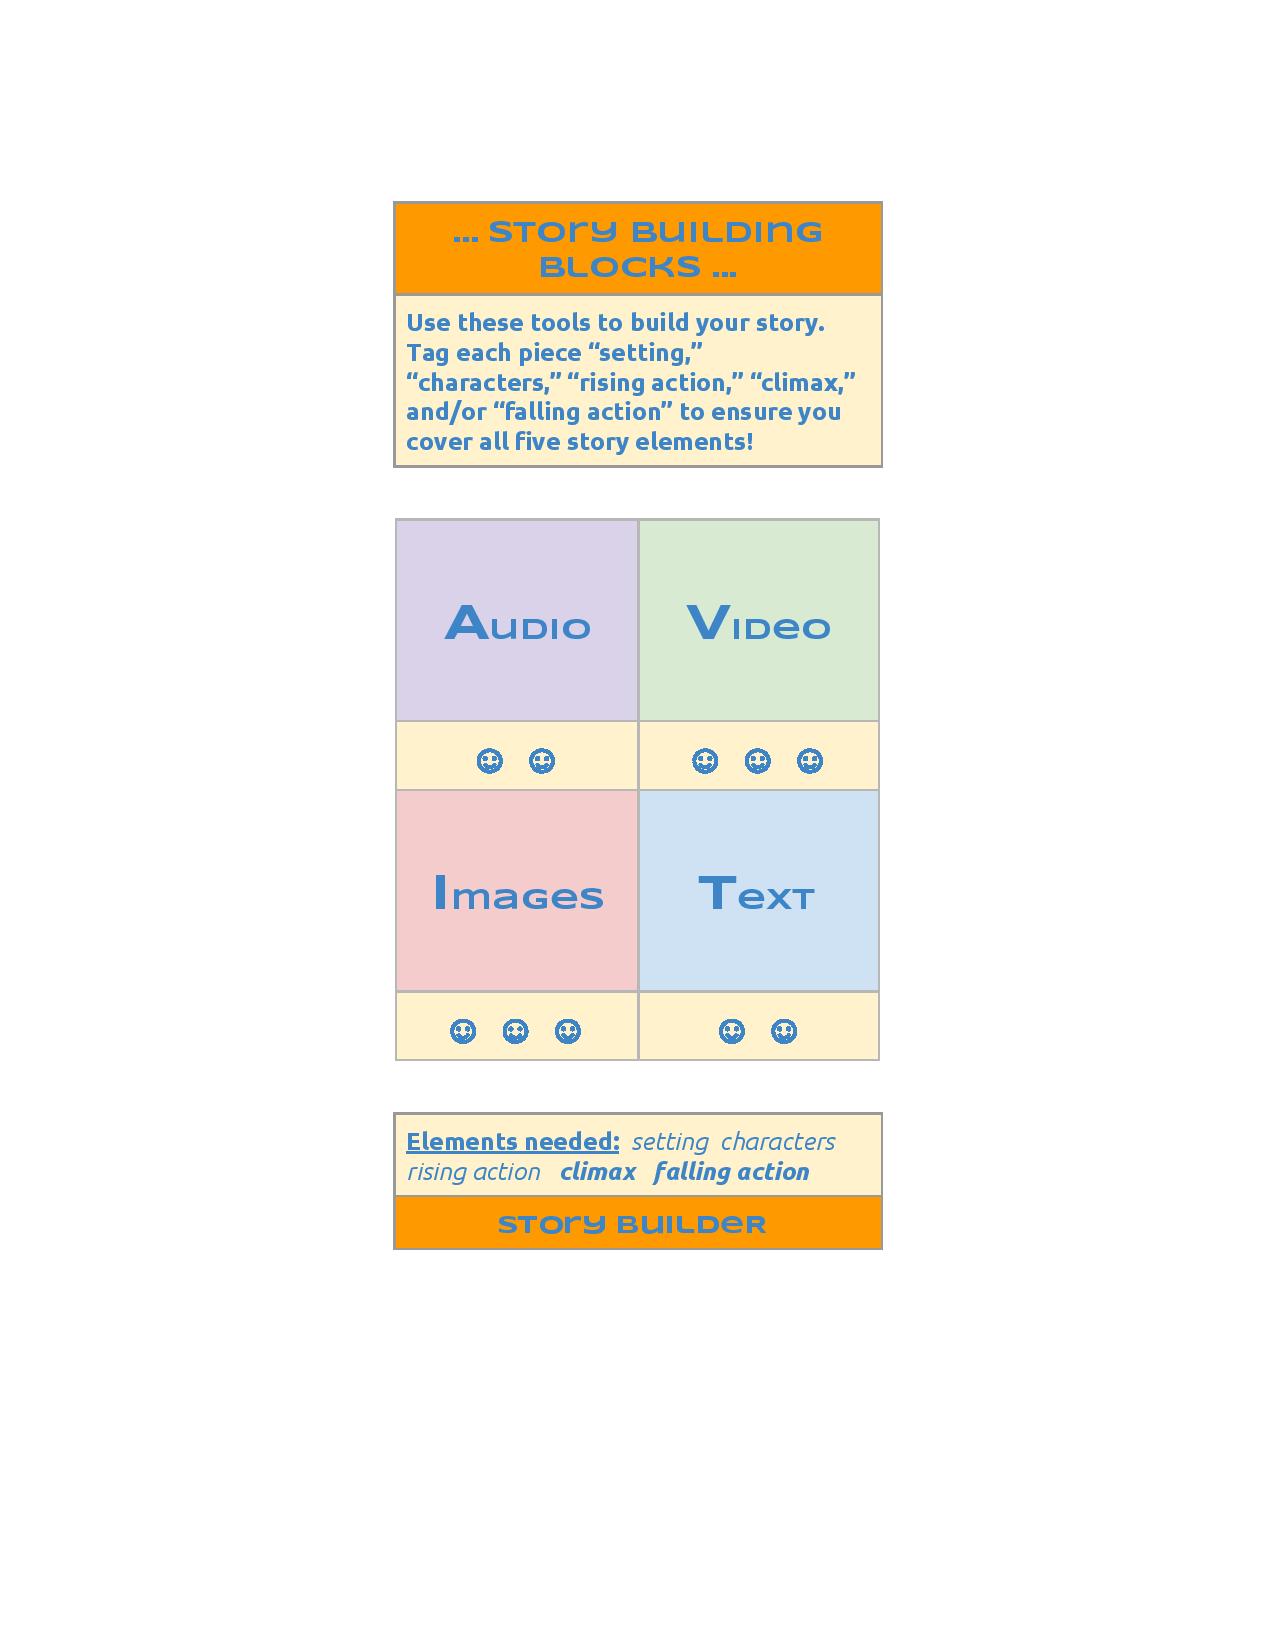 ... Story Building
Blocks ...
Use these tools to build your story.
Tag each piece “setting,”
“characters,” “rising action,” “climax,”
and/or “falling action” to ensure you
cover all five story elements!
Audio
Video
☺ ☺
☺ ☺ ☺
Images
Text
☺ ☺ ☺
☺ ☺
Elements needed: setting characters
rising action climax falling action
Story Builder